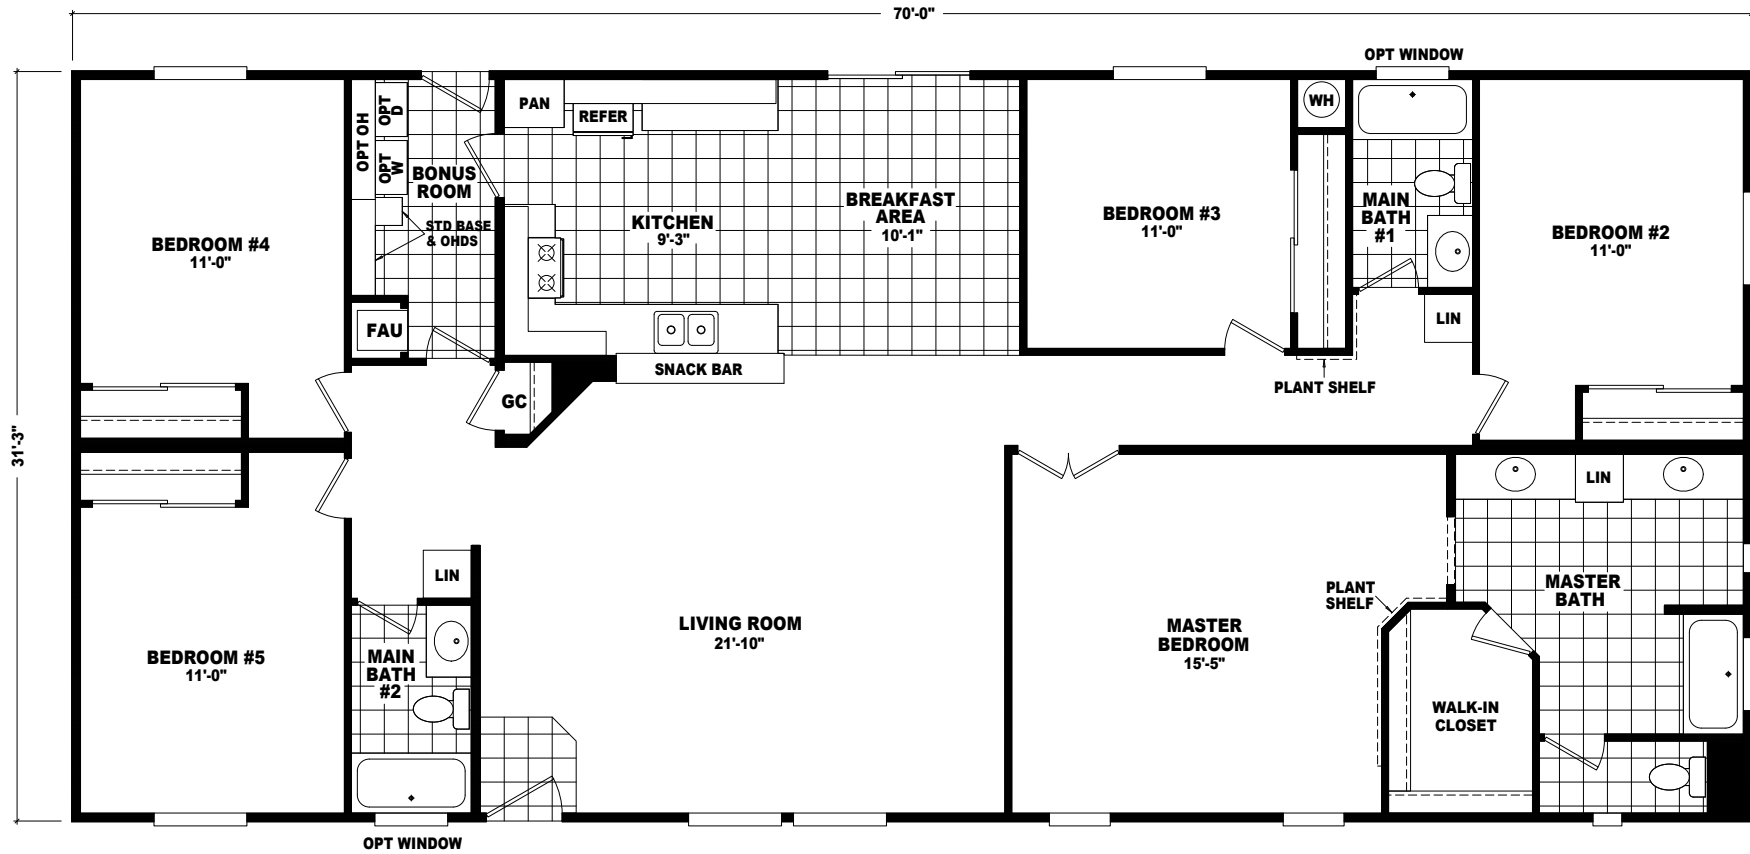 70'-0"
OPT WINDOW
31'-3"
BEDROOM #4
11'-0"
OPT OH
OPT
D
OPT
W
BONUS
ROOM
STD BASE
& OHDS
FAU
PAN
REFER
KITCHEN
9'-3"
BREAKFAST
AREA
10'-1"
SNACK BAR
GC
BEDROOM #3
11'-0"
WH
MAIN
BATH
#1
LIN
PLANT SHELF
BEDROOM #2
11'-0"
BEDROOM #5
11'-0"
LIN
MAIN
BATH
#2
OPT WINDOW
LIVING ROOM
21'-10"
MASTER
BEDROOM
15'-5"
PLANT
SHELF
WALK-IN
CLOSET
LIN
MASTER
BATH